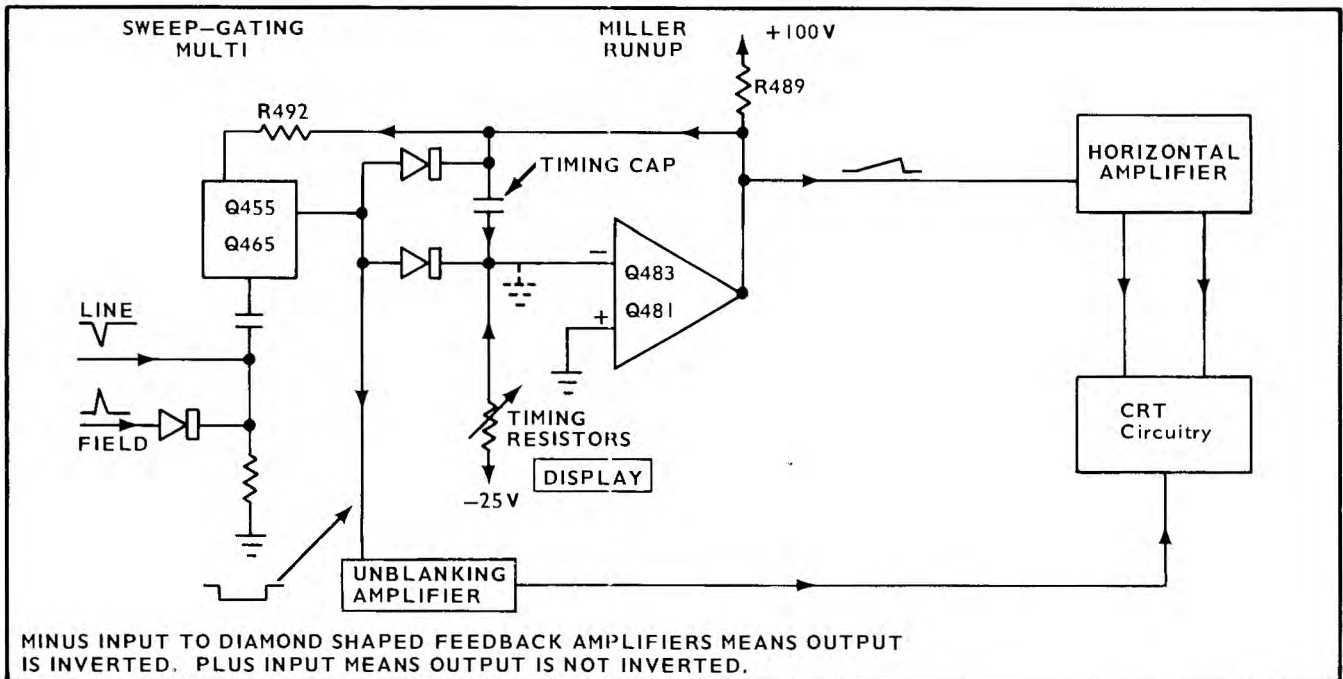 SWEEP–GATING
MULTI
MILLER
RUNUP
+100V
R489
R492
TIMING CAP
HORIZONTAL
AMPLIFIER
Q455
Q465
–
Q483
Q481
+
LINE
FIELD
TIMING
RESISTORS
DISPLAY
–25V
CRT
Circuitry
UNBLANKING
AMPLIFIER
MINUS INPUT TO DIAMOND SHAPED FEEDBACK AMPLIFIERS MEANS OUTPUT
IS INVERTED. PLUS INPUT MEANS OUTPUT IS NOT INVERTED.